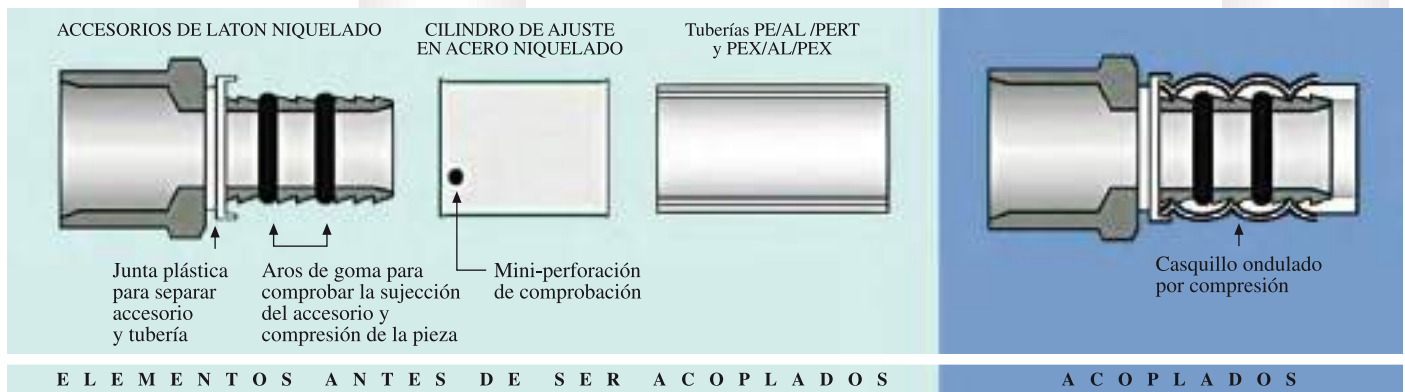 ACCESORIOS DE LATON NIQUELADO
CILINDRO DE AJUSTE
EN ACERO NIQUELADO
Tuberías PE/AL /PERT
y PEX/AL/PEX
Junta plástica
para separar
accesorio
y tubería
Aros de goma para
comprobar la sujección
del accesorio y
compresión de la pieza
Mini-perforación
de comprobación
Casquillo ondulado
por compresión
ELEMENTOS ANTES DE SER ACOPLADOS
ACOPLADOS